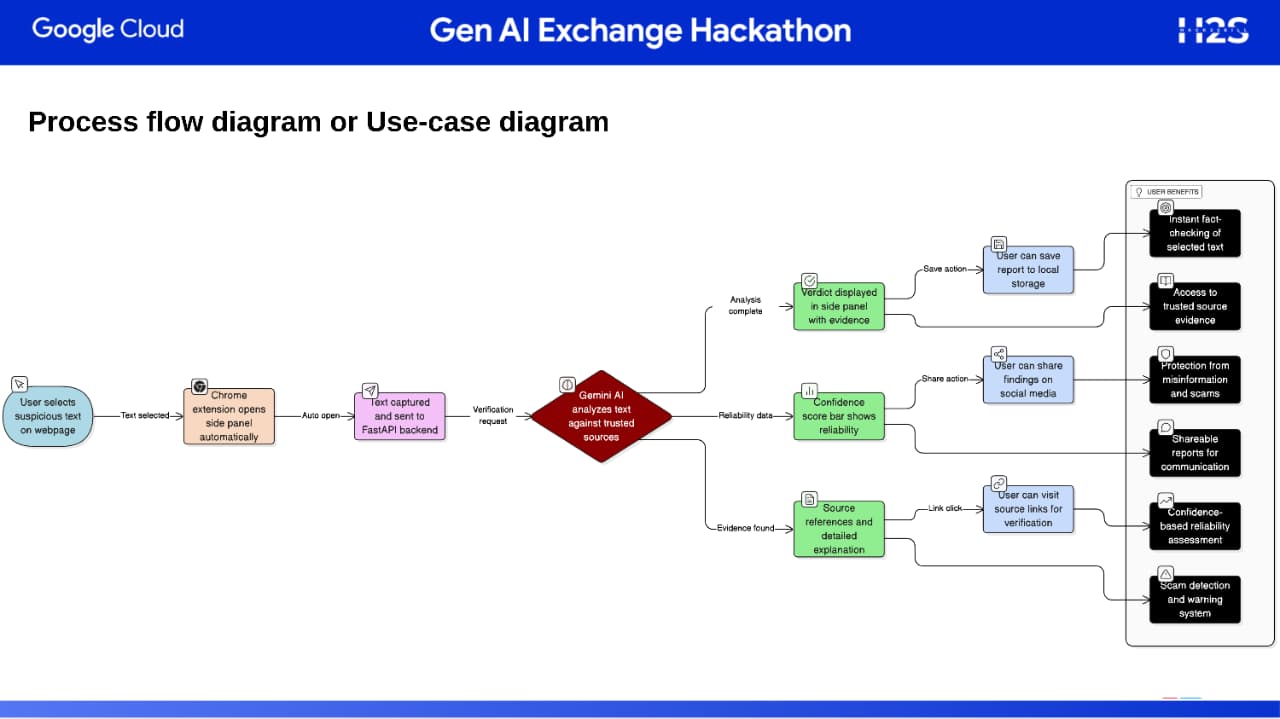 Google Cloud
Gen AI Exchange Hackathon
H2S
HACK2SKILL
Process flow diagram or Use-case diagram
User selects
suspicious text
on webpage
Text selected
Chrome
extension opens
side panel
automatically
Auto open
Text captured
and sent to
FastAPI backend
Verification
request
Gemini AI
analyzes text
against trusted
sources
Analysis
complete
Verdict displayed
in side panel
with evidence
Save action
User can save
report to local
storage
Reliability data
Confidence
score bar shows
reliability
Share action
User can share
findings on
social media
Evidence found
Source
references and
detailed
explanation
Link click
User can visit
source links for
verification
USER BENEFITS
Instant fact-
checking of
selected text
Access to
trusted source
evidence
Protection from
misinformation
and scams
Shareable
reports for
communication
Confidence-
based reliability
assessment
Scam detection
and warning
system